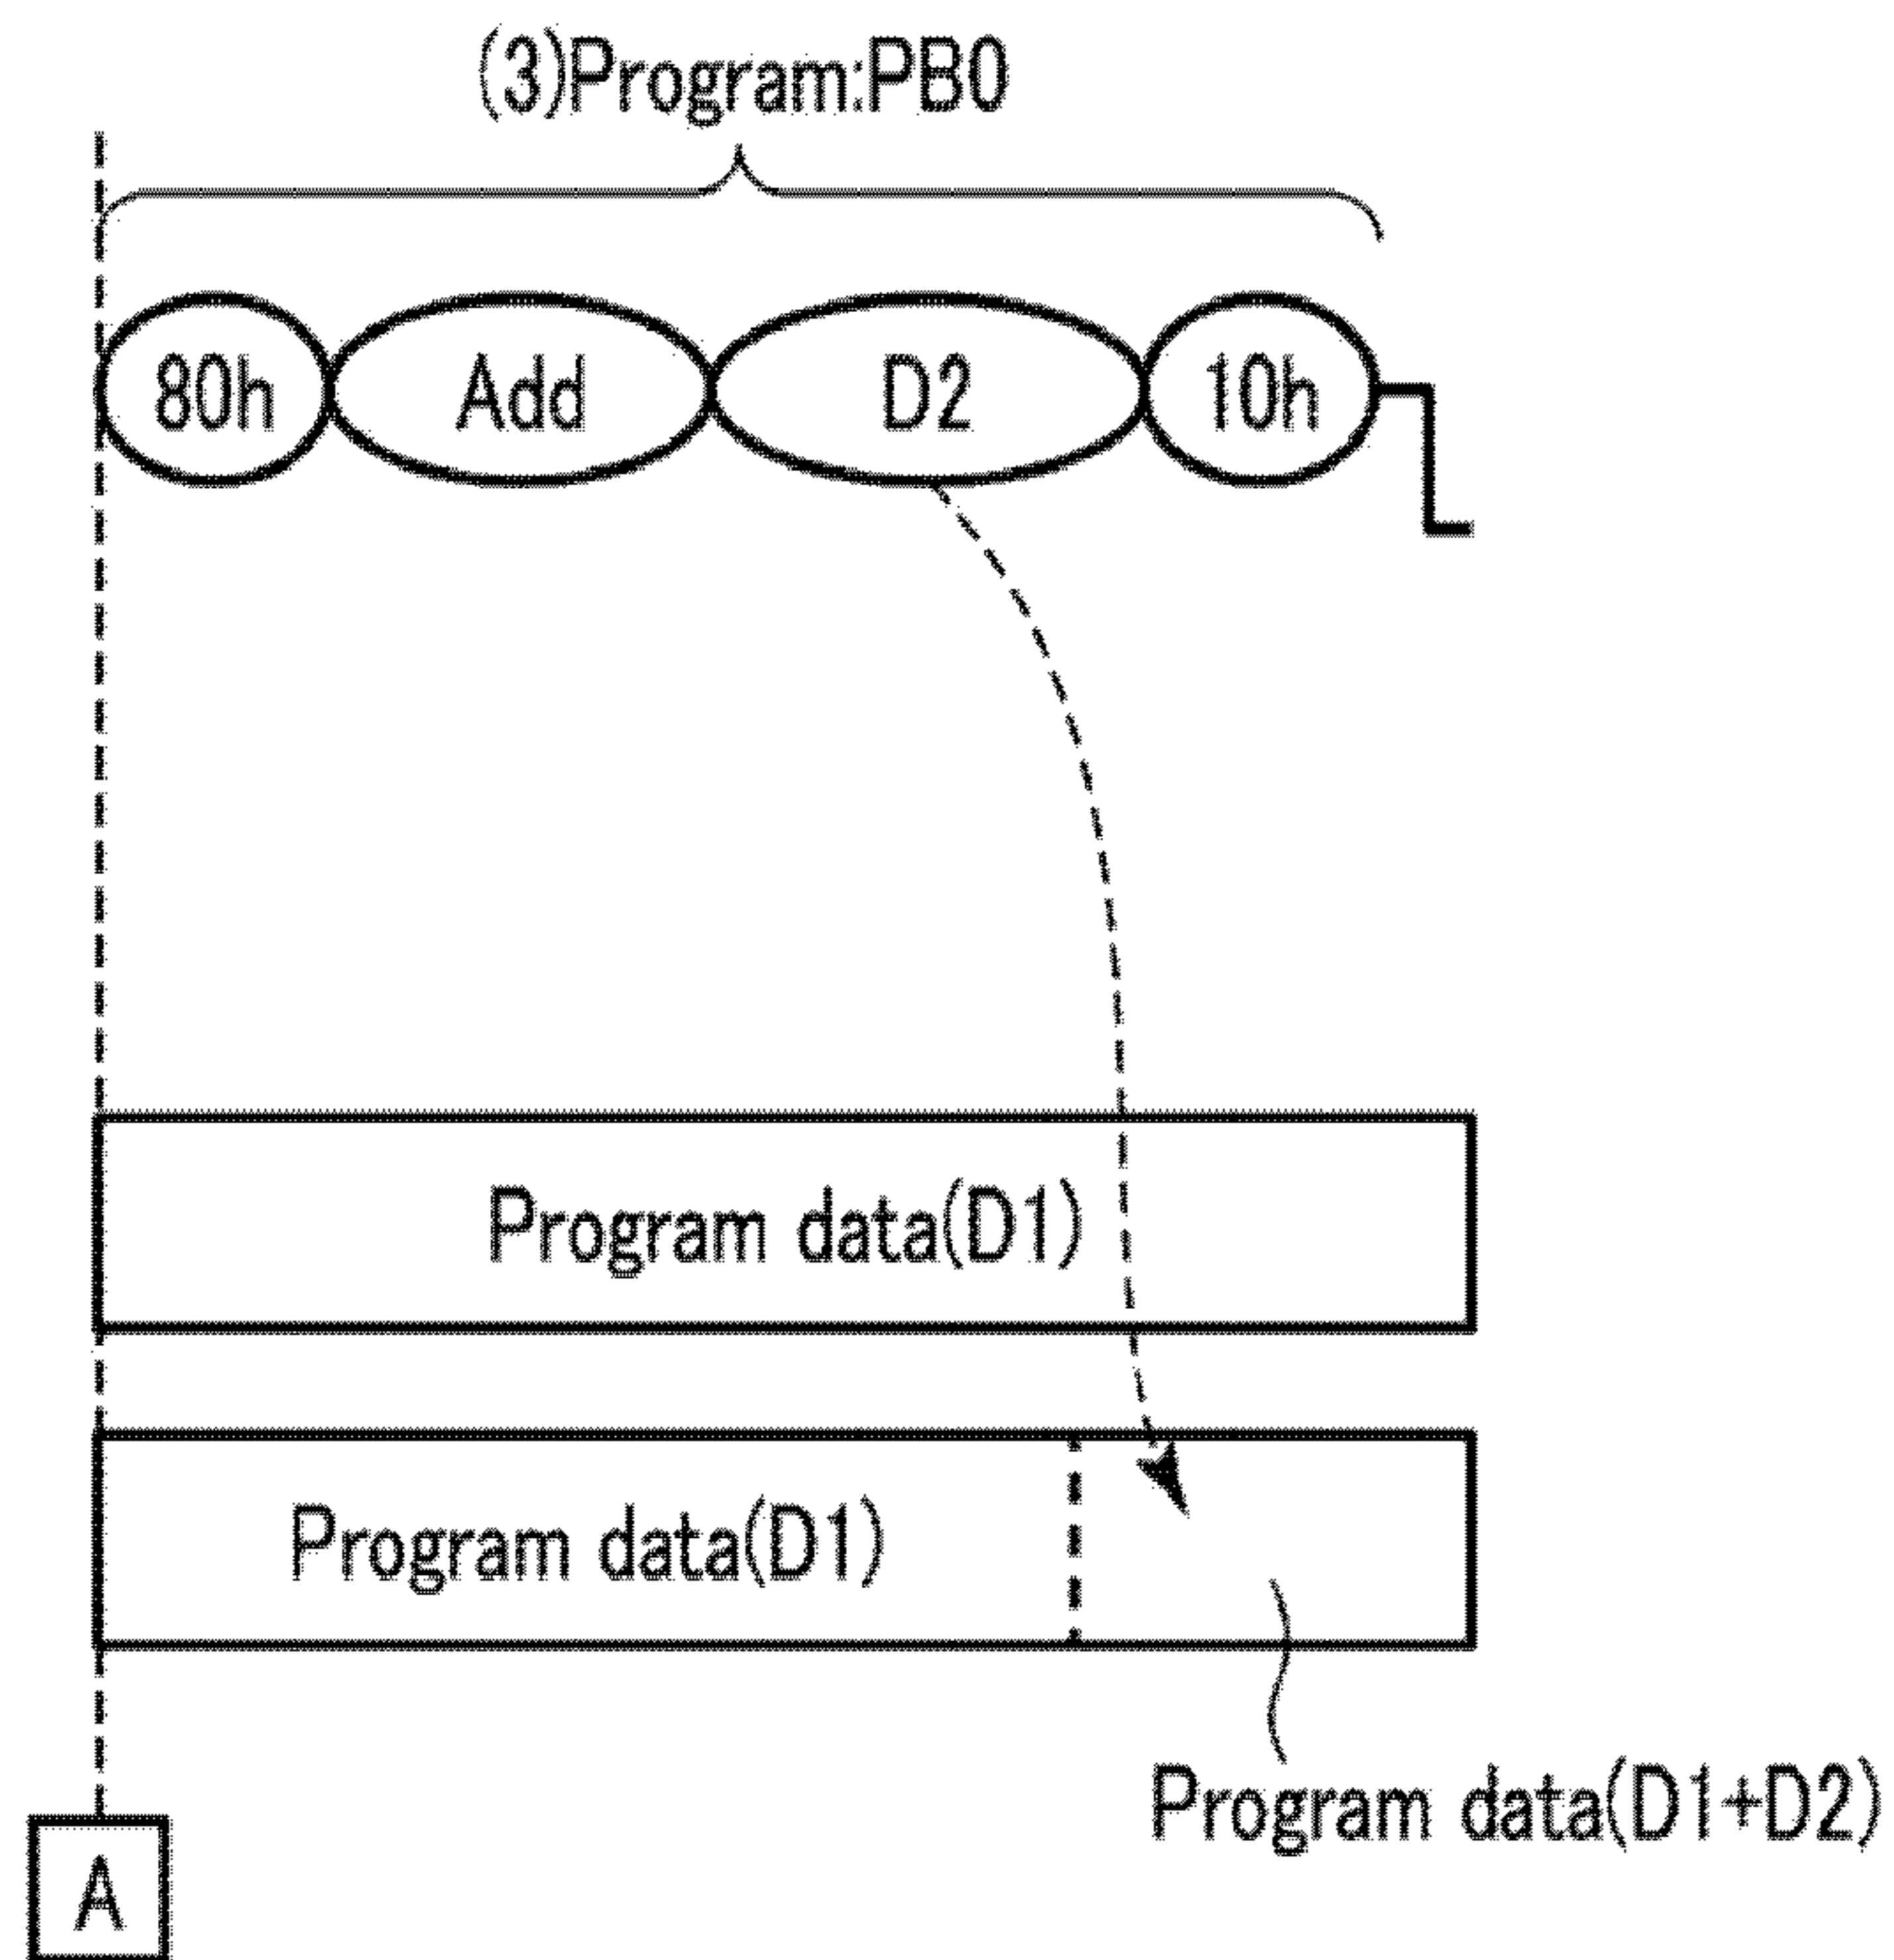 (3)Program:PB0
80h Add D2 10h
Program data(D1)
Program data(D1)
Program data(D1+D2)
A